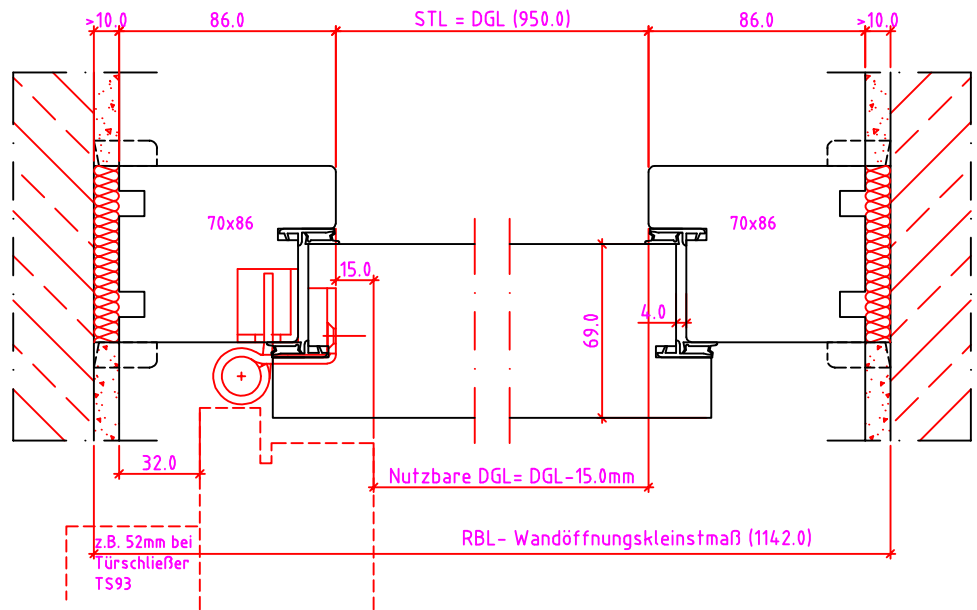 >10.0
86.0
STL = DGL (950.0)
86.0
>10.0
70x86
70x86
15.0
4.0
69.0
32.0
Nutzbare DGL= DGL-15.0mm
RBL- Wandöffnungskleinstmaß (1142.0)
z.B. 52mm bei
Türschließer
TS93